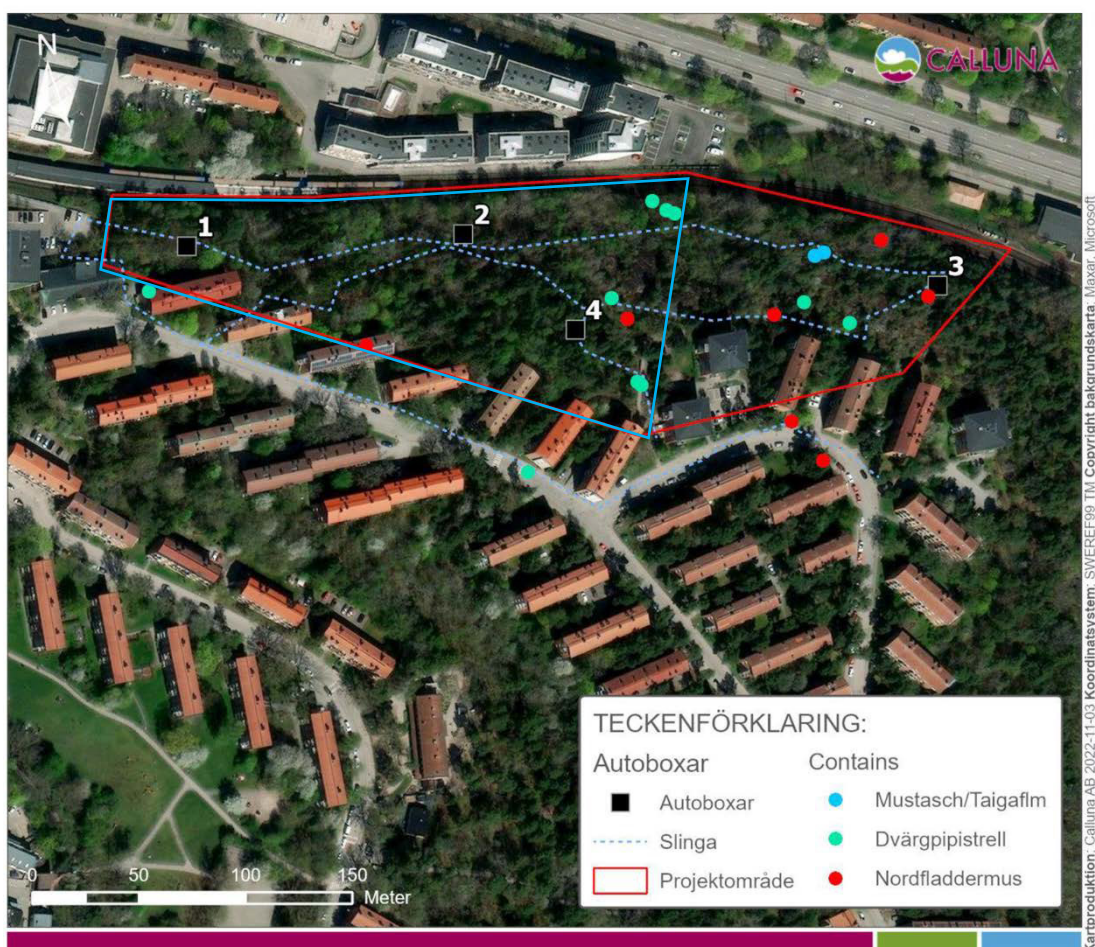 N
CALLUNA
1
2
3
4
TECKENFÖRKLARING:
Autoboxar
Autoboxar
Slinga
Projektområde
Contains
Mustasch/Taigaflm
Dvärgpipistrell
Nordfladdermus
0 50 100 150
Meter
Kartproduktion: Calluna AB 2022-11-03 Koordinatsystem: SWEREF99 TM Copyright bakgrundskarta: Maxar, Microsoft